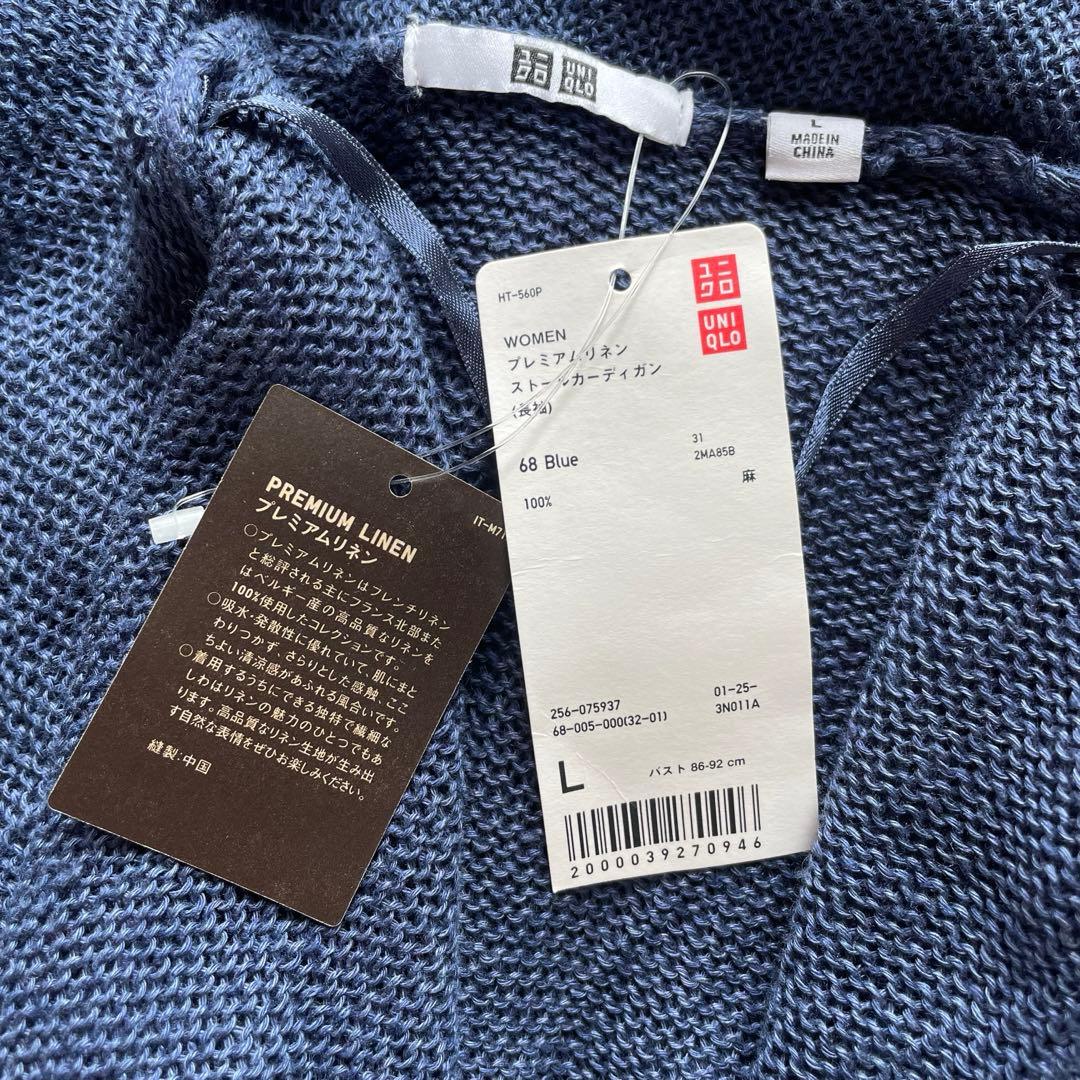 ユニ
クロ
UNI
QLO
L
MADE IN
CHINA
HT-560P
ユニ
クロ
UNI
QLO
WOMEN
プレミアムリネン
ストールカーディガン
(長袖)
68 Blue
31
2MA85B
100%
麻
256-075937
68-005-000(32-01)
01-25-
3N011A
L
バスト 86-92 cm
2000039270946
PREMIUM LINEN
プレミアムリネン
○プレミアムリネンはフレンチリネン
と総評される主にフランス北部また
はベルギー産の高品質なリネンを
100%使用したコレクションです。
○吸水・発散性に優れていて、肌にまと
わりつかず、さらりとした感触、ここ
ちよい清涼感があふれる風合いです。
○着用するうちにできる独特で繊細な
しわはリネンの魅力のひとつでもあ
ります。高品質なリネン生地が生み出
す自然な表情をぜひお楽しみください。
縫製:中国